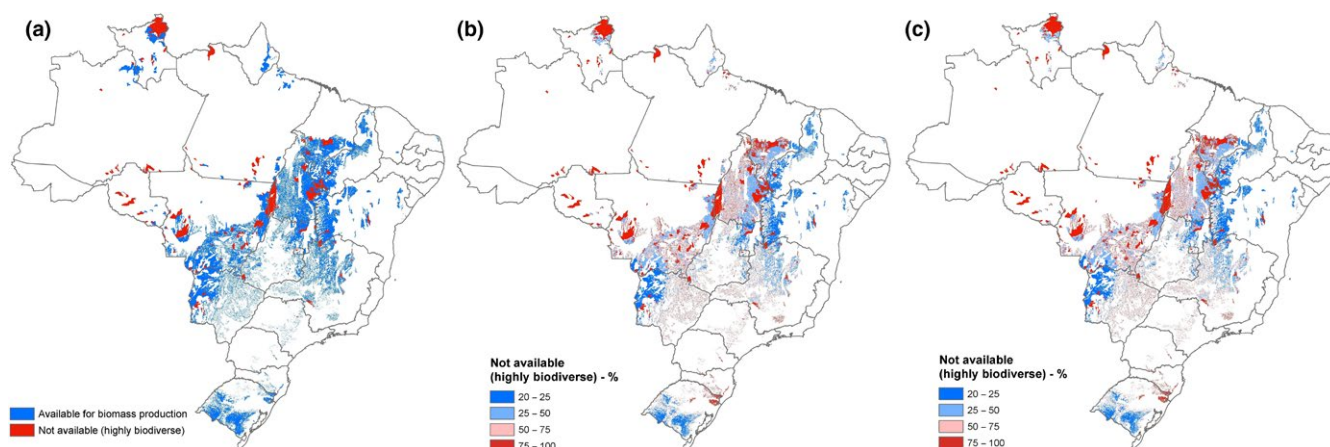 (a)
(b)
(c)
Available for biomass production
Not available (highly biodiverse)
Not available
(highly biodiverse) - %
20 – 25
25 – 50
50 – 75
75 – 100
Not available
(highly biodiverse) - %
20 – 25
25 – 50
50 – 75
75 – 100